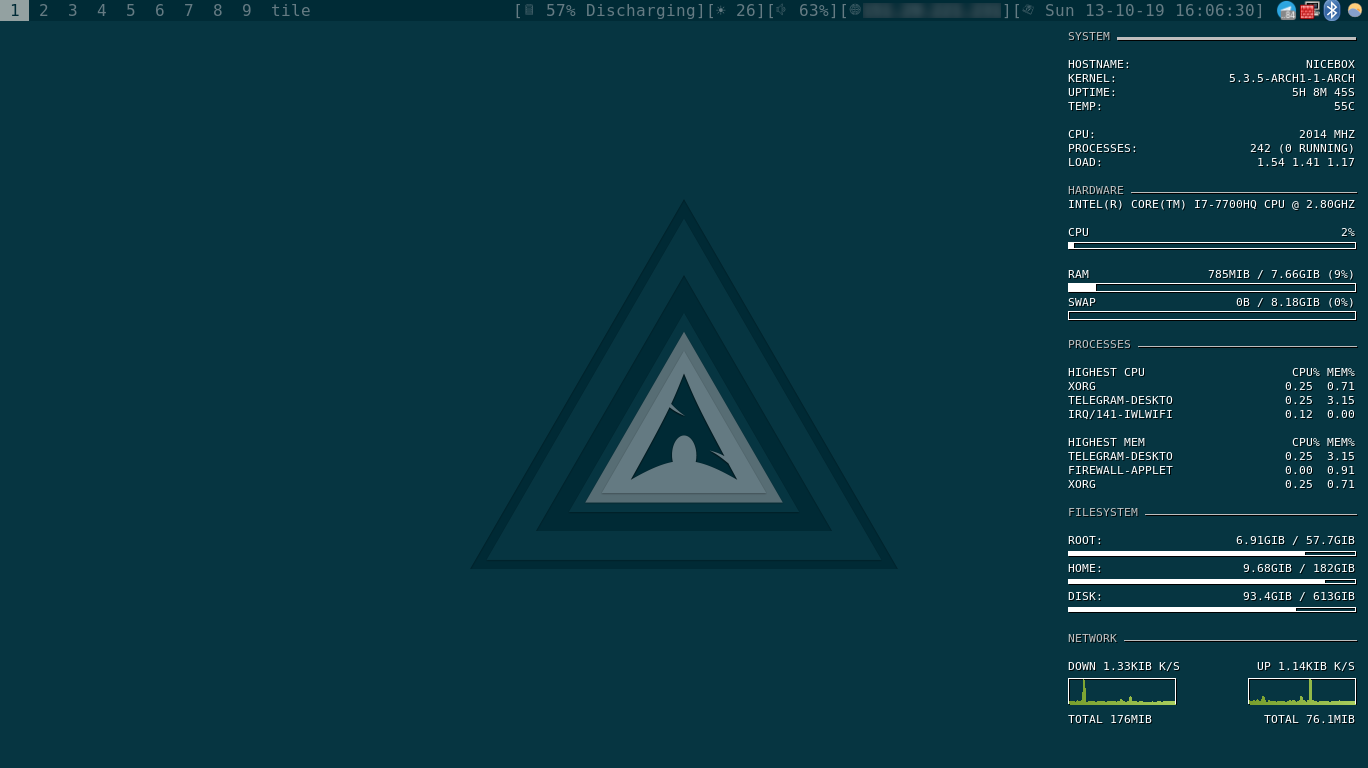 1 2 3 4 5 6 7 8 9 tile [ 57% Discharging][ 26][ 63%][ ][ Sun 13-10-19 16:06:30]
SYSTEM
HOSTNAME: NICEBOX
KERNEL: 5.3.5-ARCH1-1-ARCH
UPTIME: 5H 8M 45S
TEMP: 55C
CPU: 2014 MHZ
PROCESSES: 242 (0 RUNNING)
LOAD: 1.54 1.41 1.17
HARDWARE
INTEL(R) CORE(TM) I7-7700HQ CPU @ 2.80GHZ
CPU 2%
RAM 785MIB / 7.66GIB (9%)
SWAP 0B / 8.18GIB (0%)
PROCESSES
HIGHEST CPU CPU% MEM%
XORG 0.25 0.71
TELEGRAM-DESKTO 0.25 3.15
IRQ/141-IWLWIFI 0.12 0.00
HIGHEST MEM CPU% MEM%
TELEGRAM-DESKTO 0.25 3.15
FIREWALL-APPLET 0.00 0.91
XORG 0.25 0.71
FILESYSTEM
ROOT: 6.91GIB / 57.7GIB
HOME: 9.68GIB / 182GIB
DISK: 93.4GIB / 613GIB
NETWORK
DOWN 1.33KIB K/S UP 1.14KIB K/S
TOTAL 176MIB TOTAL 76.1MIB